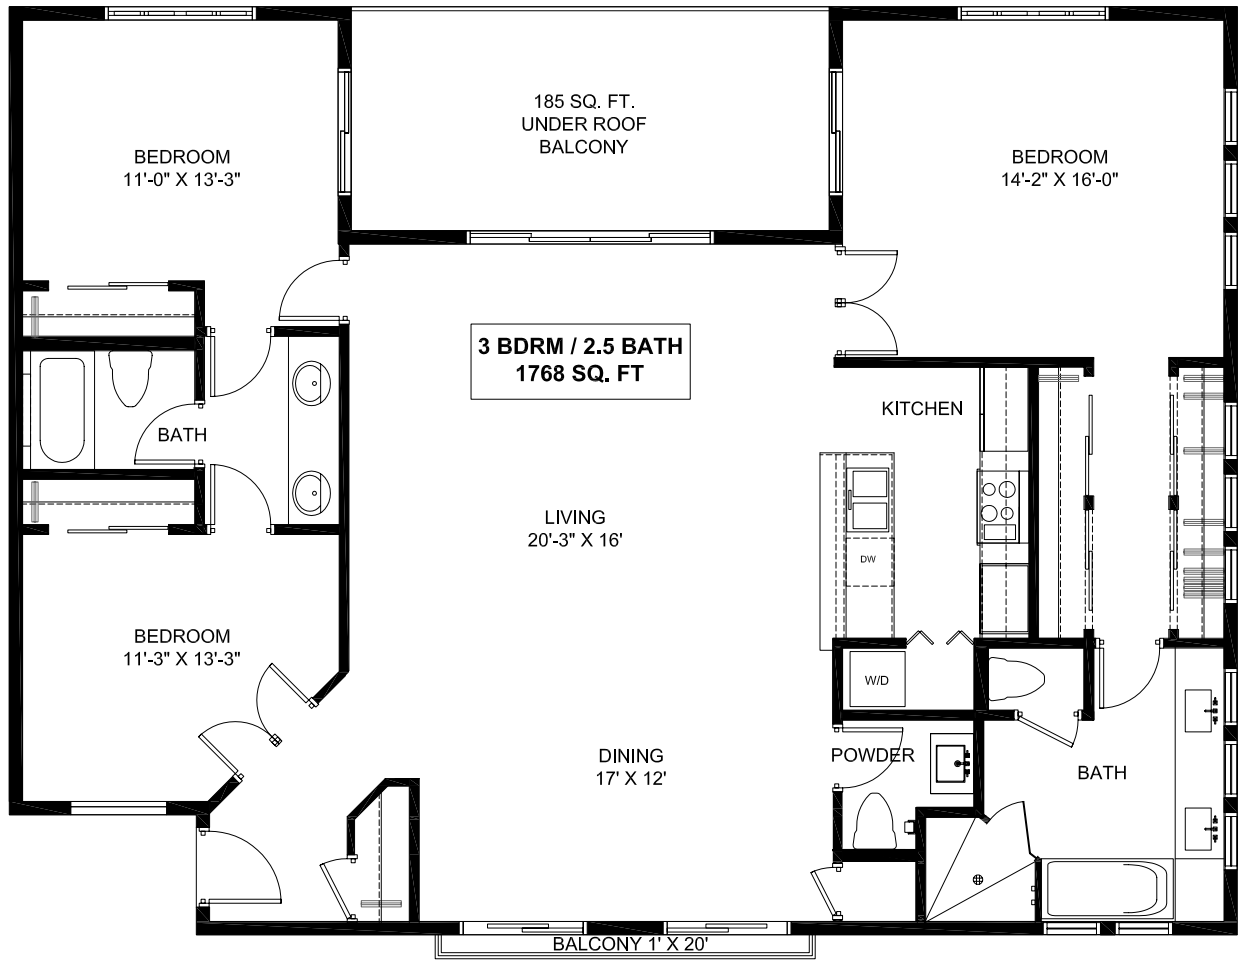 185 SQ. FT.
UNDER ROOF
BALCONY
BEDROOM
11'-0" X 13'-3"
BEDROOM
14'-2" X 16'-0"
3 BDRM / 2.5 BATH
1768 SQ. FT
KITCHEN
BATH
LIVING
20'-3" X 16'
DW
BEDROOM
11'-3" X 13'-3"
W/D
DINING
17' X 12'
POWDER
BATH
BALCONY 1' X 20'